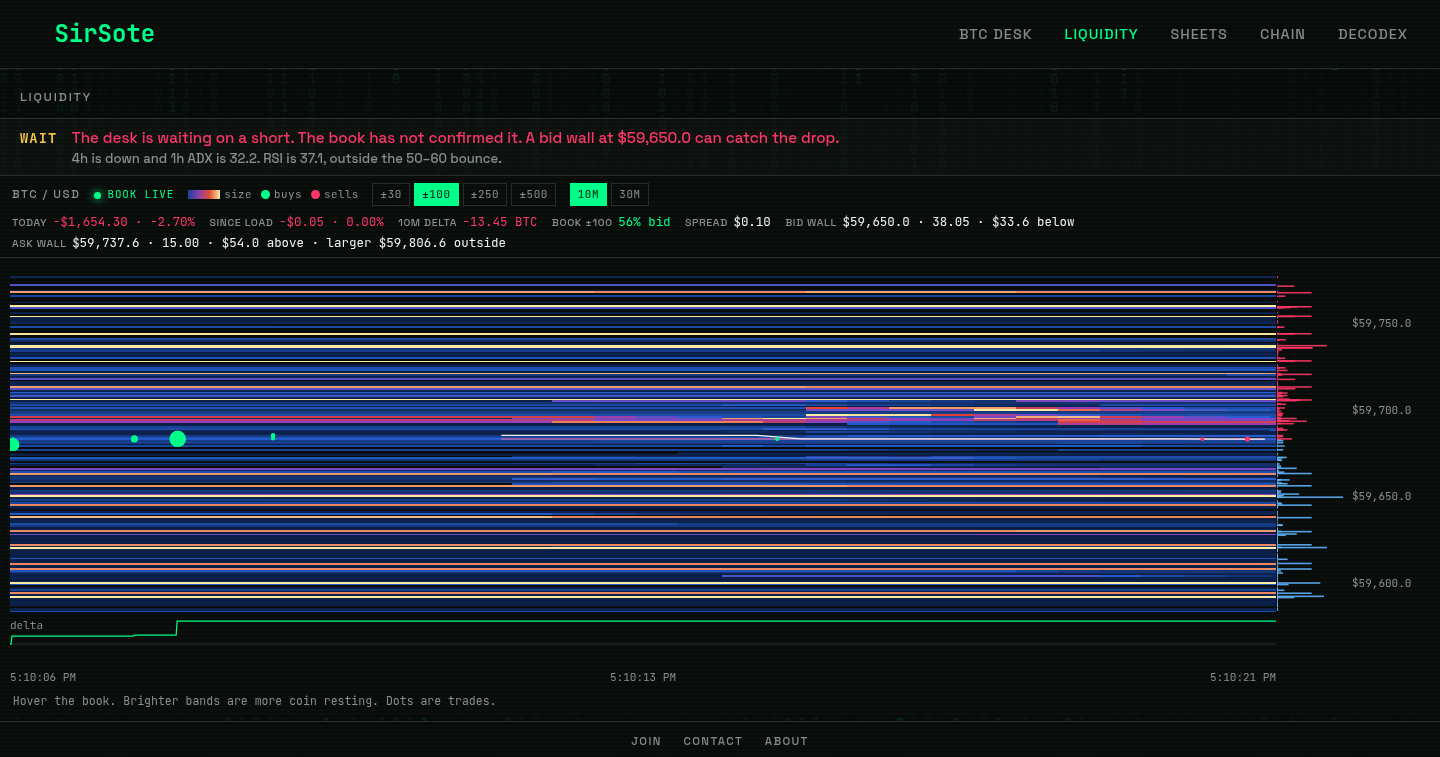 SirSote
BTC DESK LIQUIDITY SHEETS CHAIN DECODEX
LIQUIDITY
WAIT The desk is waiting on a short. The book has not confirmed it. A bid wall at $59,650.0 can catch the drop.
4h is down and 1h ADX is 32.2. RSI is 37.1, outside the 50–60 bounce.
BTC / USD BOOK LIVE size buys sells ±30 ±100 ±250 ±500 10M 30M
TODAY -$1,654.30 · -2.70% SINCE LOAD -$0.05 · 0.00% 10M DELTA -13.45 BTC BOOK ±100 56% bid SPREAD $0.10 BID WALL $59,650.0 · 38.05 · $33.6 below
ASK WALL $59,737.6 · 15.00 · $54.0 above · larger $59,806.6 outside
$59,750.0
$59,700.0
$59,650.0
$59,600.0
delta
5:10:06 PM 5:10:13 PM 5:10:21 PM
Hover the book. Brighter bands are more coin resting. Dots are trades.
JOIN CONTACT ABOUT